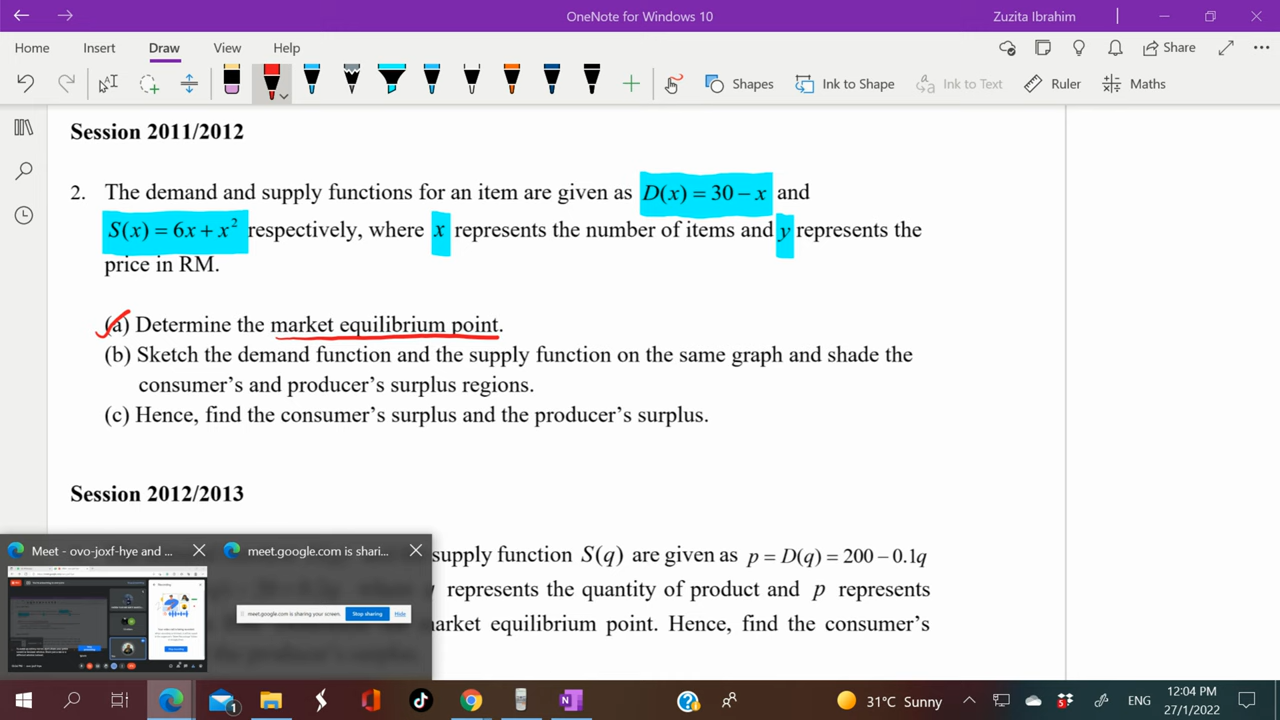 OneNote for Windows 10
Zuzita Ibrahim
Home Insert Draw View Help
Share
Shapes Ink to Shape Ink to Text Ruler Maths
Session 2011/2012
2. The demand and supply functions for an item are given as D(x) = 30 − x and
S(x) = 6x + x² respectively, where x represents the number of items and y represents the
price in RM.
(a) Determine the market equilibrium point.
(b) Sketch the demand function and the supply function on the same graph and shade the
consumer's and producer's surplus regions.
(c) Hence, find the consumer's surplus and the producer's surplus.
Session 2012/2013
Meet - ovo-joxf-hye and ...
meet.google.com is shari...
supply function S(q) are given as p = D(q) = 200 − 0.1q
represents the quantity of product and p represents
market equilibrium point. Hence, find the consumer's
meet.google.com is sharing your screen. Stop sharing Hide
1
31°C Sunny
5
ENG
12:04 PM
27/1/2022